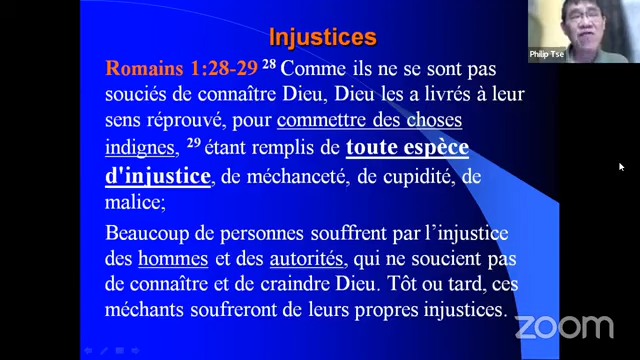 Injustices
Philip Tse
Romains 1:28-29 28 Comme ils ne se sont pas
souciés de connaître Dieu, Dieu les a livrés à leur
sens réprouvé, pour commettre des choses
indignes, 29 étant remplis de toute espèce
d'injustice, de méchanceté, de cupidité, de
malice;
Beaucoup de personnes souffrent par l’injustice
des hommes et des autorités, qui ne soucient pas
de connaître et de craindre Dieu. Tôt ou tard, ces
méchants souffreront de leurs propres injustices.
zoom